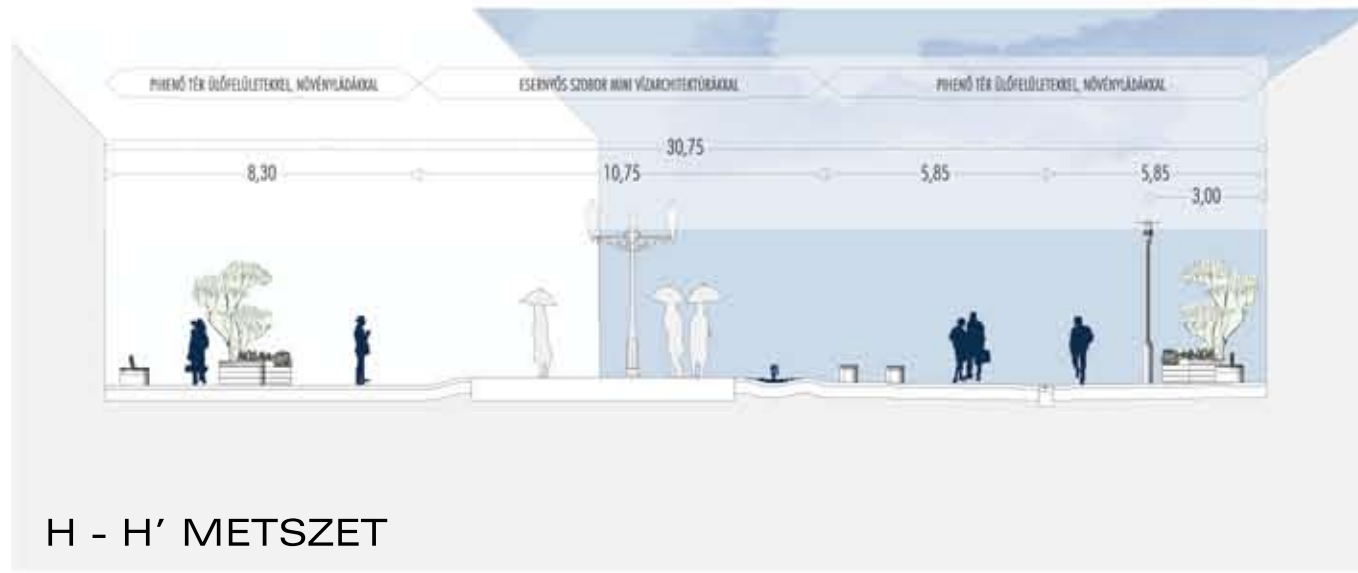 PIHENŐ TÉR ÜLŐFELÜLETEKKEL, NÖVÉNYLÁDÁKKAL
ESERNYŐS SZOBOR MINI VÍZARCHITEKTÚRÁKKAL
PIHENŐ TÉR ÜLŐFELÜLETEKKEL, NÖVÉNYLÁDÁKKAL
30,75
8,30
10,75
5,85
5,85
3,00
H - H’ METSZET